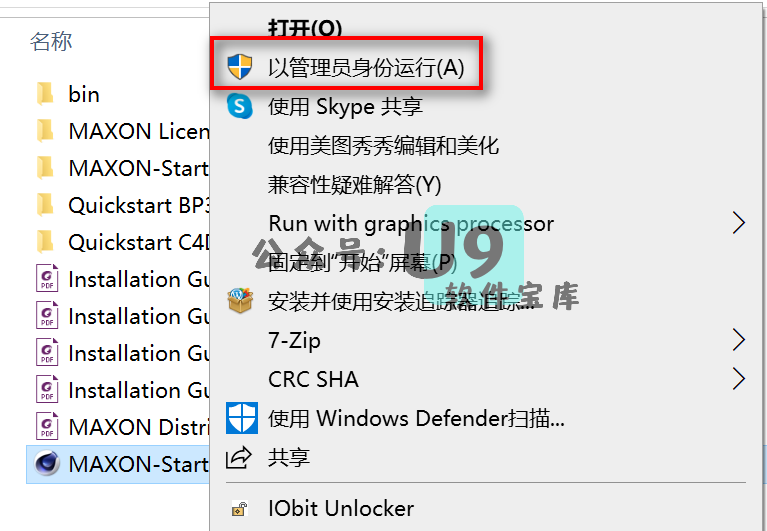 名称
bin
MAXON Licen
MAXON-Start
Quickstart BP3
Quickstart C4D
Installation Gu
Installation Gu
Installation Gu
Installation Gu
MAXON Distri
MAXON-Start
打开(O)
以管理员身份运行(A)
使用 Skype 共享
使用美图秀秀编辑和美化
兼容性疑难解答(Y)
Run with graphics processor
固定到"开始"屏幕(P)
安装并使用安装追踪器追踪...
7-Zip
CRC SHA
使用 Windows Defender扫描...
共享
IObit Unlocker
公众号:U9
软件宝库